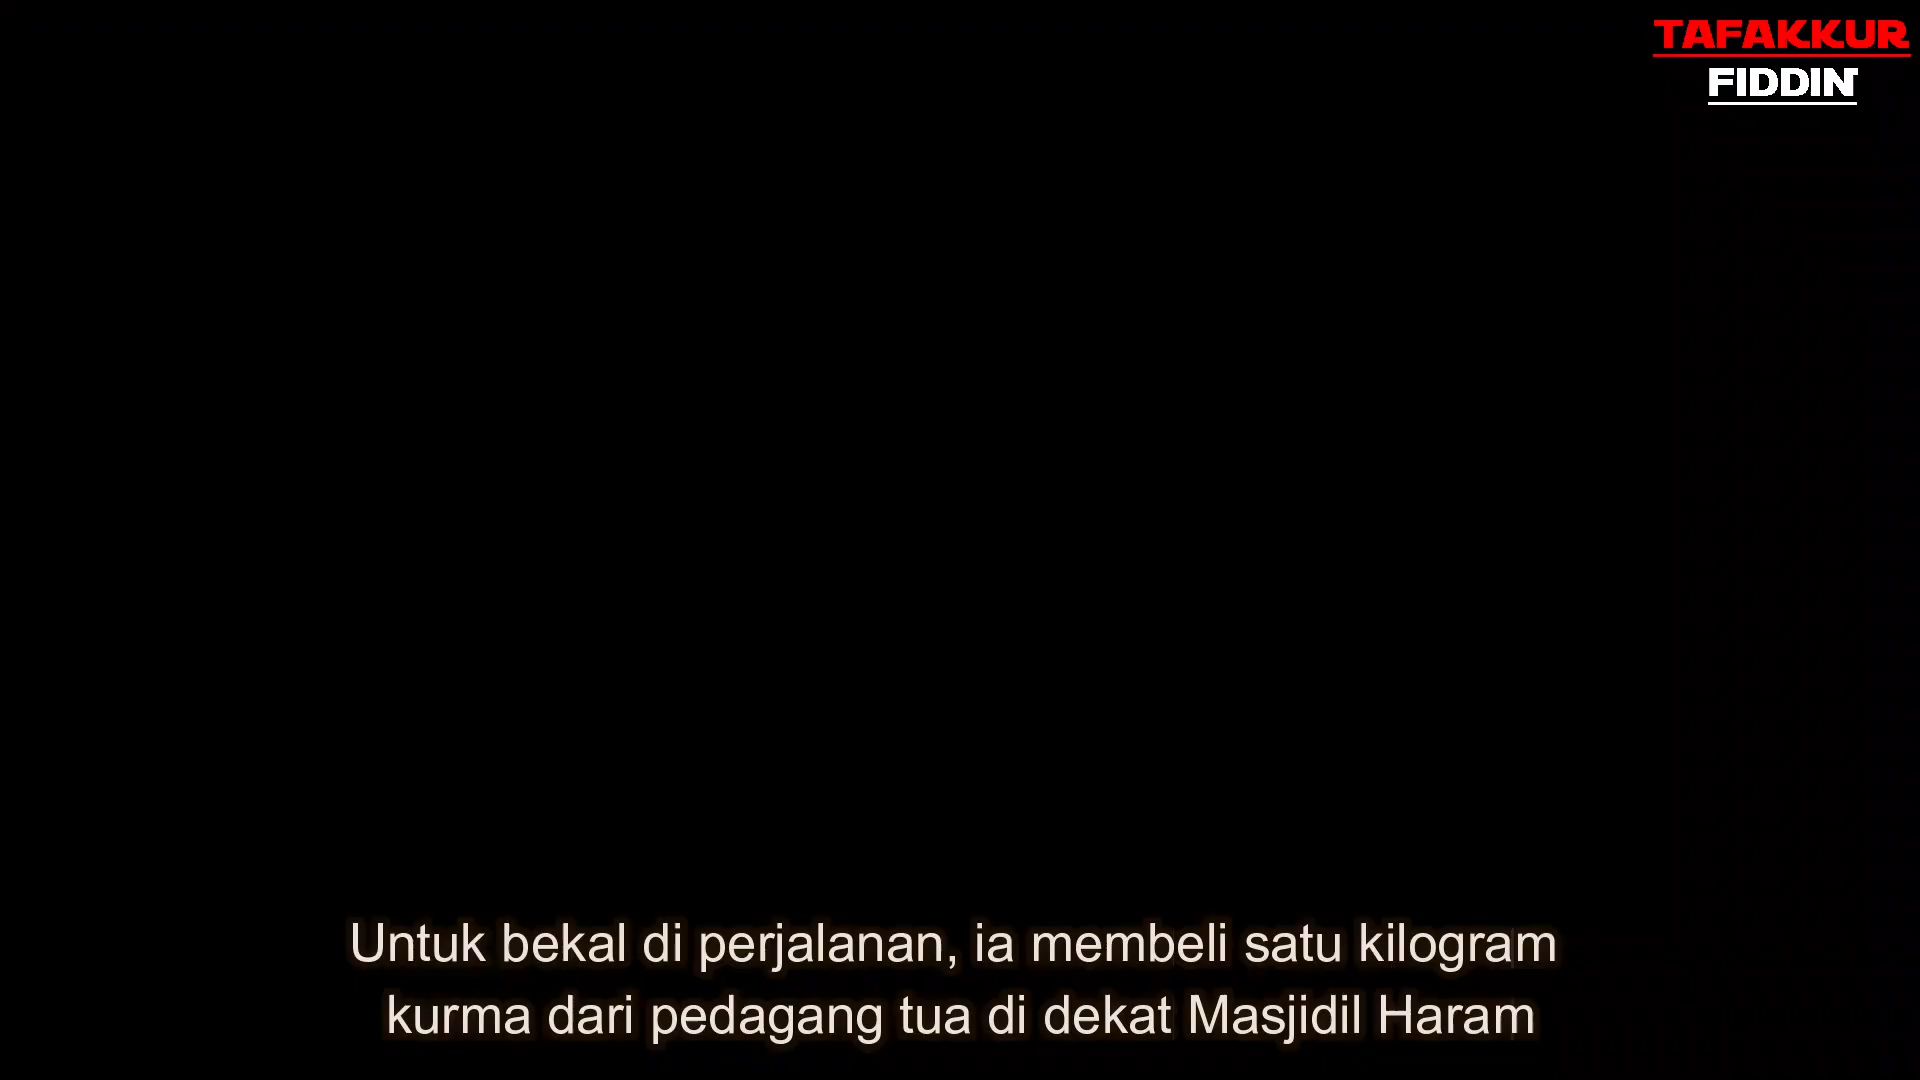 TAFAKKUR
FIDDIN
Untuk bekal di perjalanan, ia membeli satu kilogram
kurma dari pedagang tua di dekat Masjidil Haram